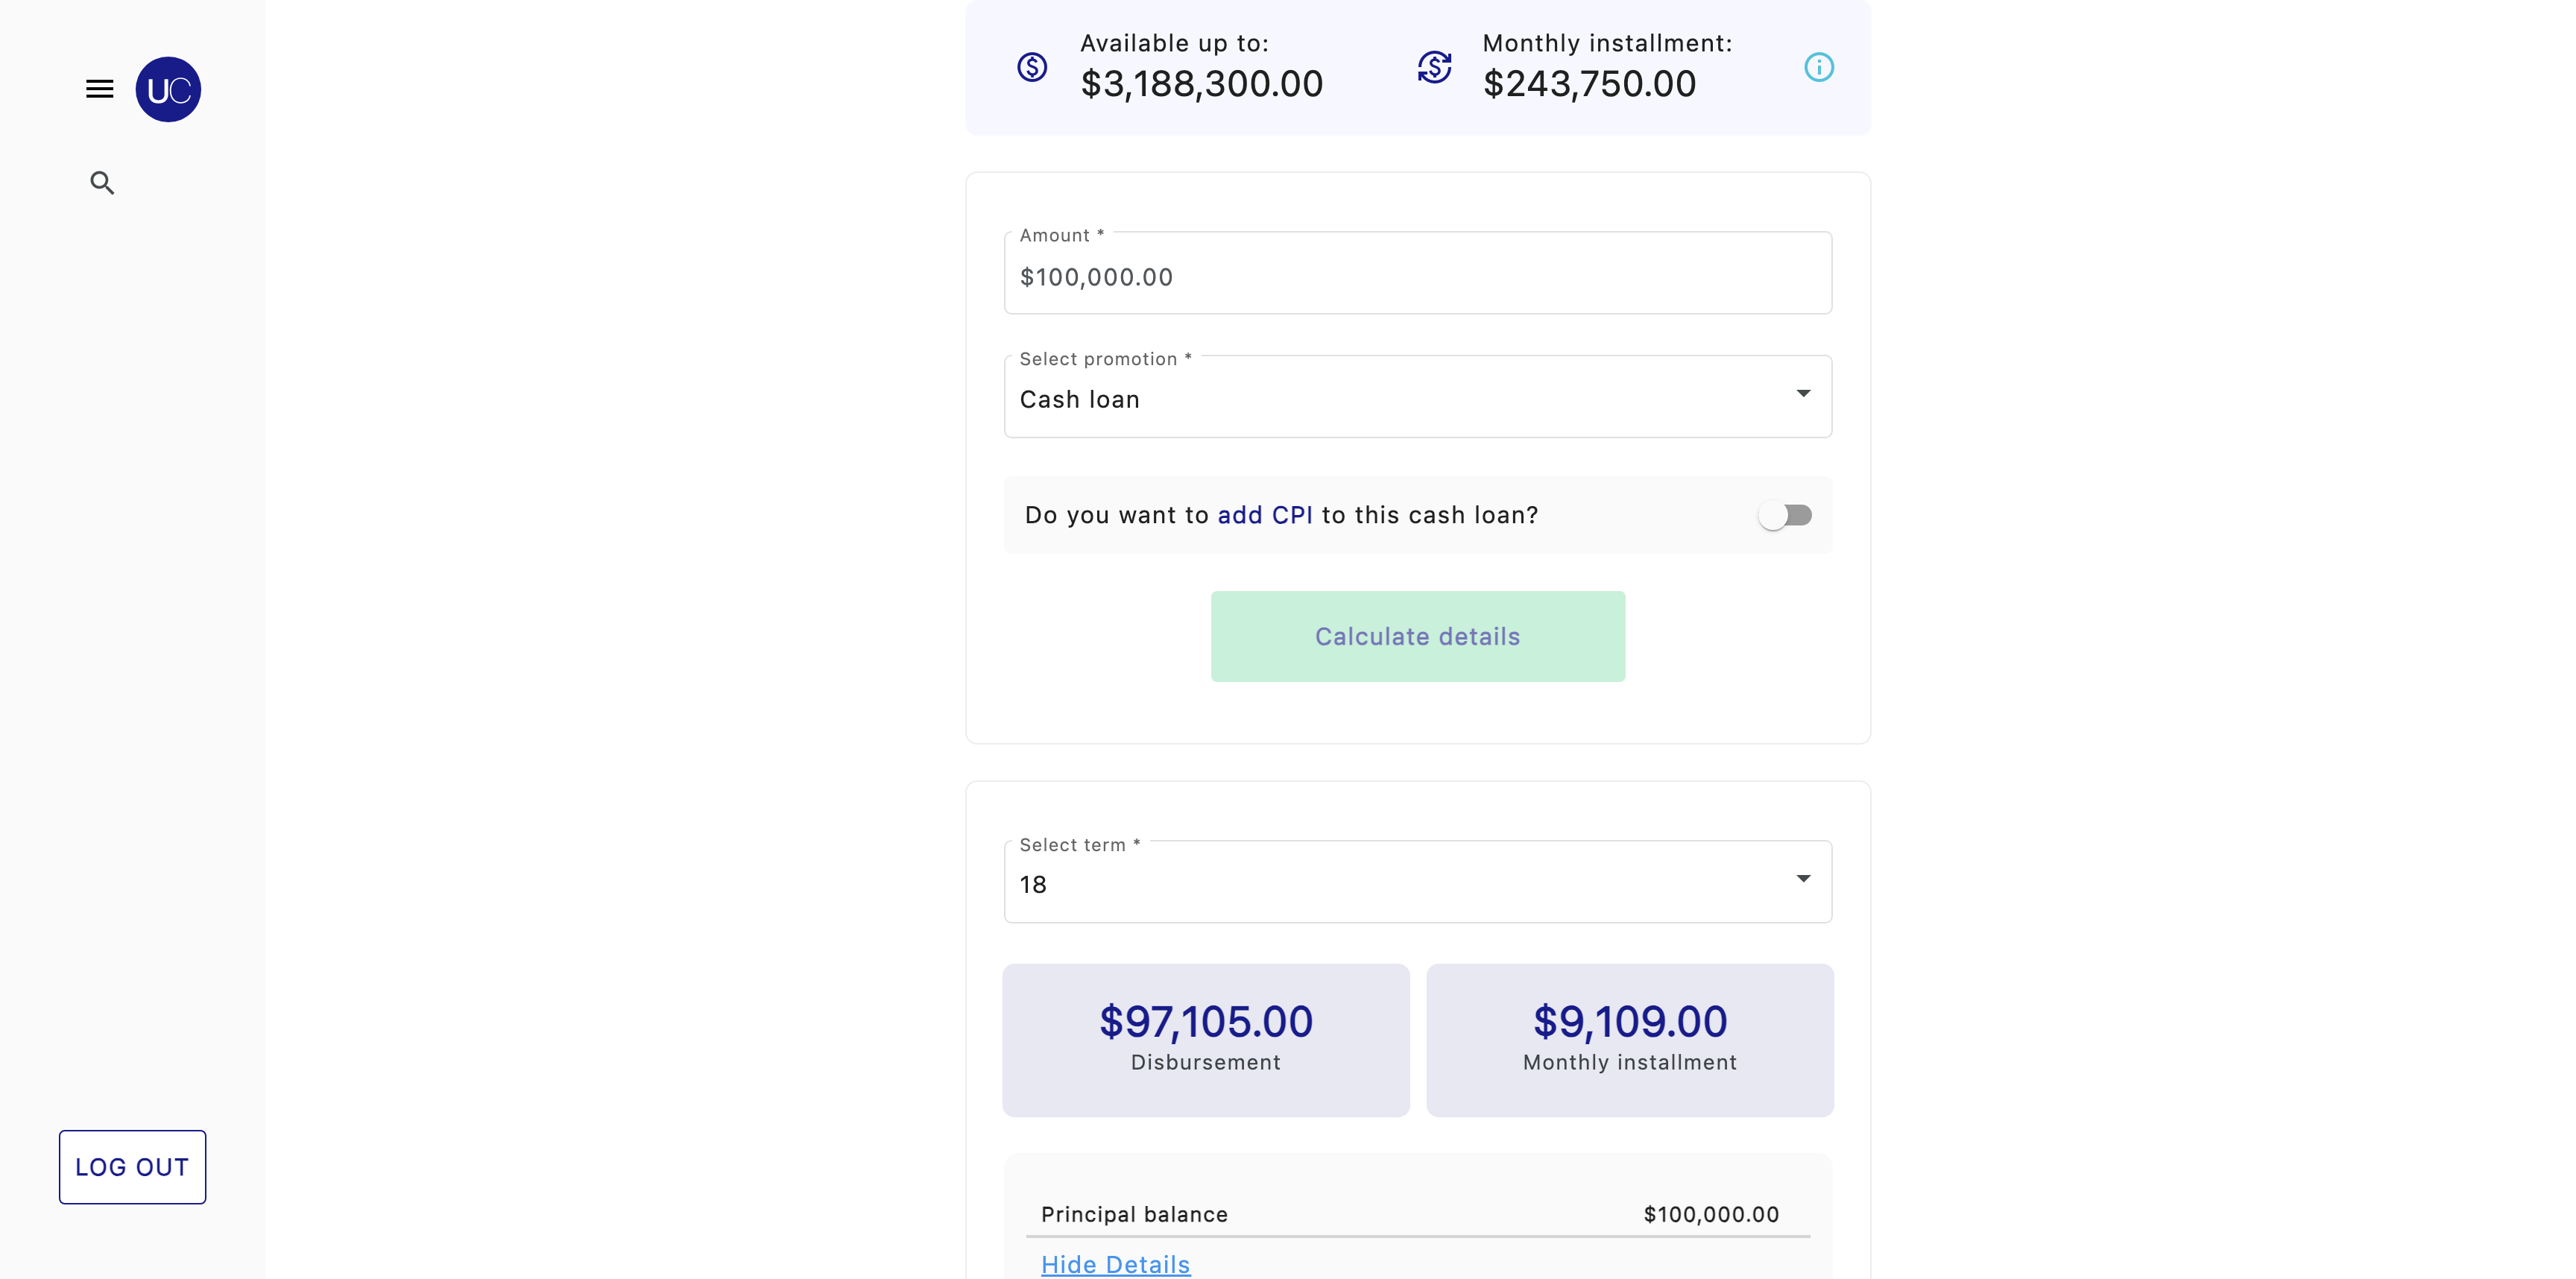 UC
Available up to:
$3,188,300.00
Monthly installment:
$243,750.00
Amount *
$100,000.00
Select promotion *
Cash loan
Do you want to add CPI to this cash loan?
Calculate details
Select term *
18
$97,105.00
Disbursement
$9,109.00
Monthly installment
LOG OUT
Principal balance $100,000.00
Hide Details